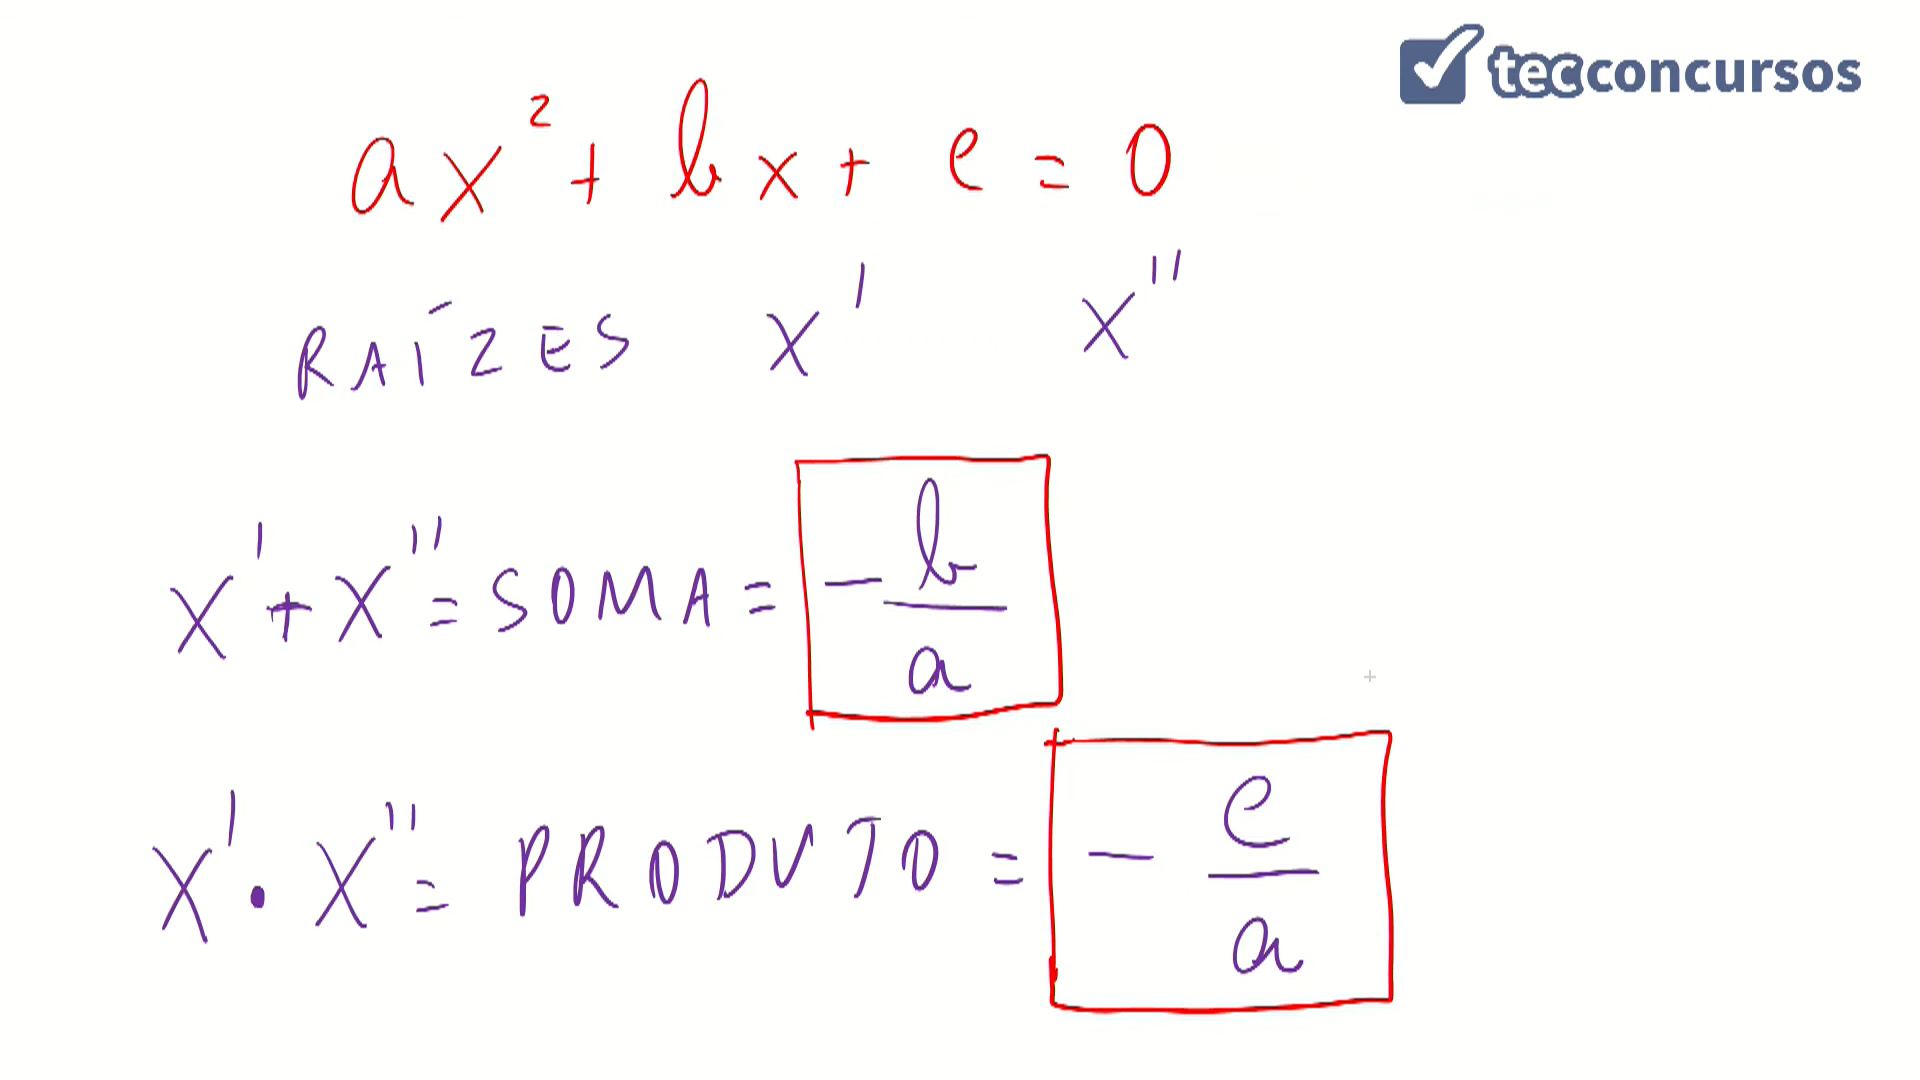 tecconcursos
ax² + bx + c = 0
RAÍZES x' x''
x' + x'' = SOMA = - b/a
x' • x'' = PRODUTO = - c/a